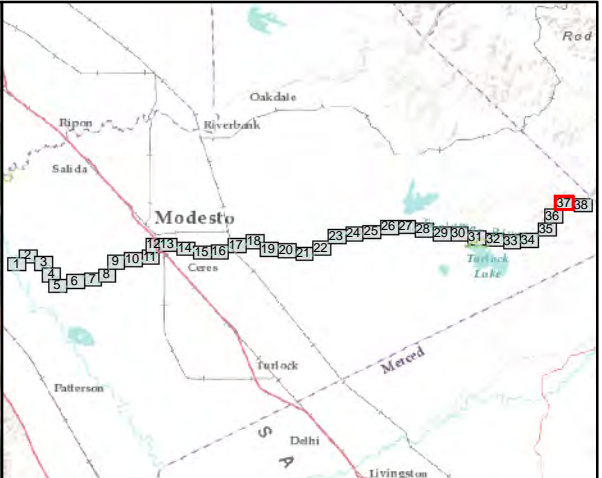 Rod
Oakdale
Ripon
Riverbank
Salida
Modesto
37 38
36
35
23 24 25 26 27 28 29 30 31 32 33 34
12 13 14 15 16 17 18 19 20 21 22
1 2 3 4 5 6 7 8 9 10 11
Ceres
Turlock
Lake
Merced
Turlock
Patterson
S
A
Delhi
Livingston